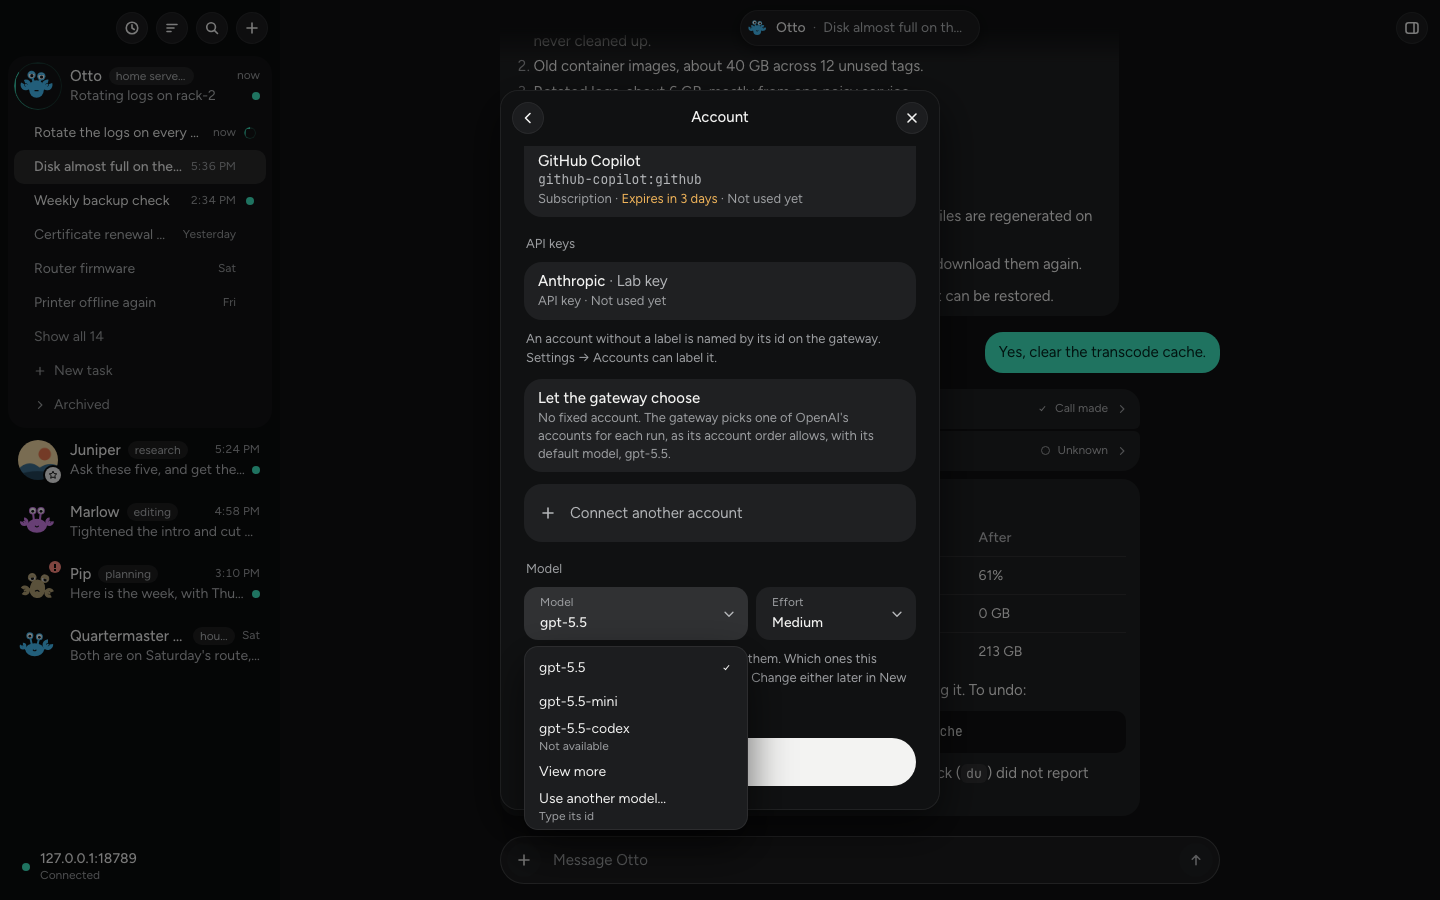 Otto home serve... now
Rotating logs on rack-2
Rotate the logs on every ... now
Disk almost full on the... 5:36 PM
Weekly backup check 2:34 PM
Certificate renewal ... Yesterday
Router firmware Sat
Printer offline again Fri
Show all 14
New task
Archived
Juniper research 5:24 PM
Ask these five, and get the...
Marlow editing 4:58 PM
Tightened the intro and cut ...
Pip planning 3:10 PM
Here is the week, with Thu...
Quartermaster ... hou... Sat
Both are on Saturday's route,...
127.0.0.1:18789
Connected
Otto · Disk almost full on th...
never cleaned up.
2. Old container images, about 40 GB across 12 unused tags.
Account
GitHub Copilot
github-copilot:github
Subscription · Expires in 3 days · Not used yet
API keys
Anthropic · Lab key
API key · Not used yet
An account without a label is named by its id on the gateway.
Settings → Accounts can label it.
Let the gateway choose
No fixed account. The gateway picks one of OpenAI's
accounts for each run, as its account order allows, with its
default model, gpt-5.5.
Connect another account
Model
Model
gpt-5.5
Effort
Medium
gpt-5.5
gpt-5.5-mini
gpt-5.5-codex
Not available
View more
Use another model...
Type its id
them. Which ones this
Change either later in New
iles are regenerated on
download them again.
can be restored.
Yes, clear the transcode cache.
Call made
Unknown
After
61%
0 GB
213 GB
g it. To undo:
che
ck ( du ) did not report
Message Otto